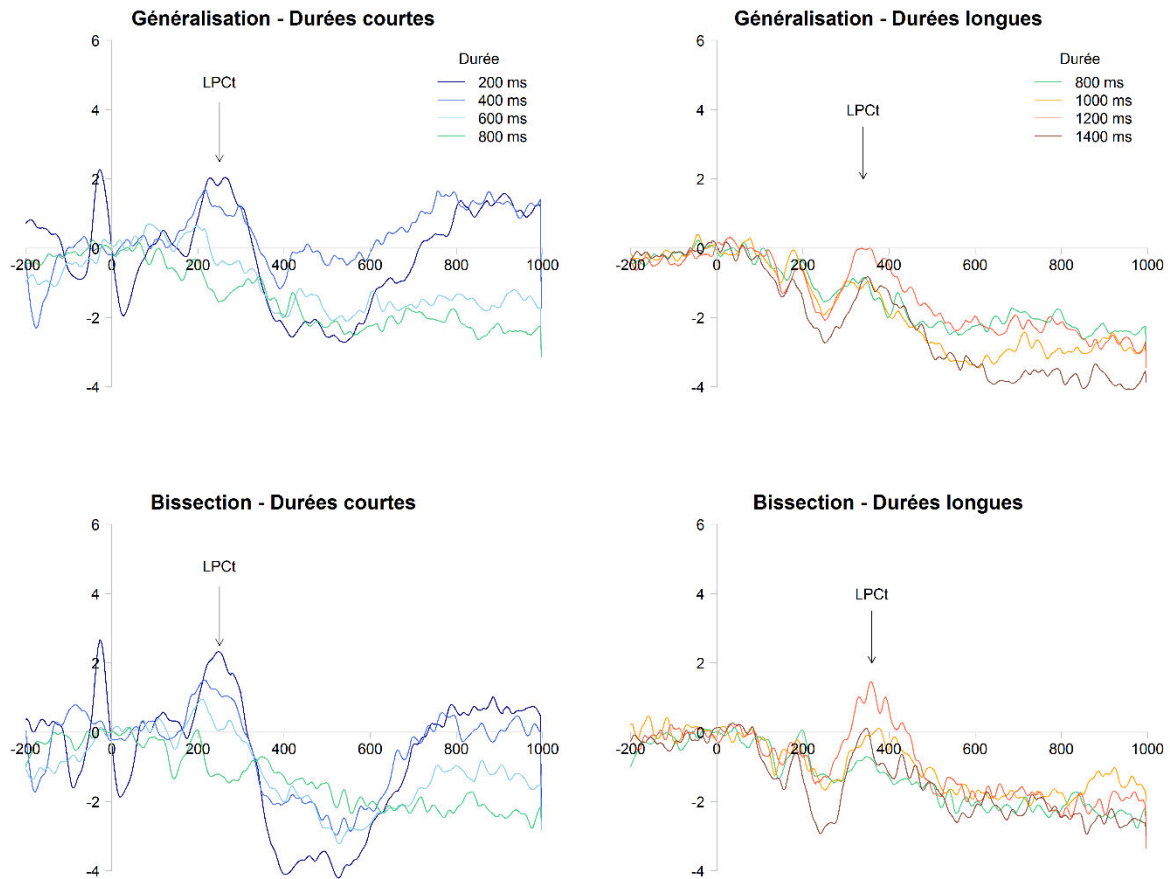 Généralisation - Durées courtes
6
4
2
0
-2
-4
-200
0
200
400
600
800
1000
LPCt
Durée
200 ms
400 ms
600 ms
800 ms
Généralisation - Durées longues
6
4
2
0
-2
-4
-200
0
200
400
600
800
1000
LPCt
Durée
800 ms
1000 ms
1200 ms
1400 ms
Bissection - Durées courtes
6
4
2
0
-2
-4
-200
0
200
400
600
800
1000
LPCt
Bissection - Durées longues
6
4
2
0
-2
-4
-200
0
200
400
600
800
1000
LPCt